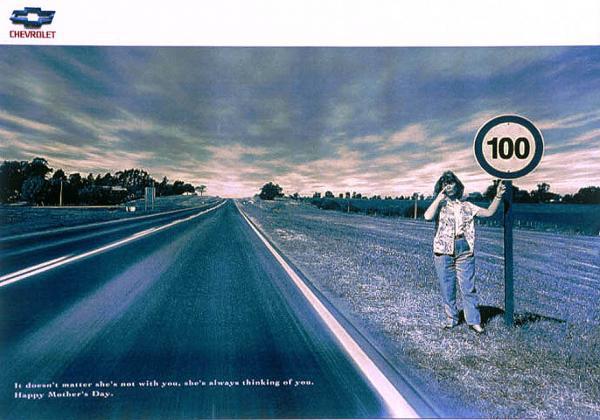 CHEVROLET
100
It doesn't matter she's not with you, she's always thinking of you.
Happy Mother's Day.